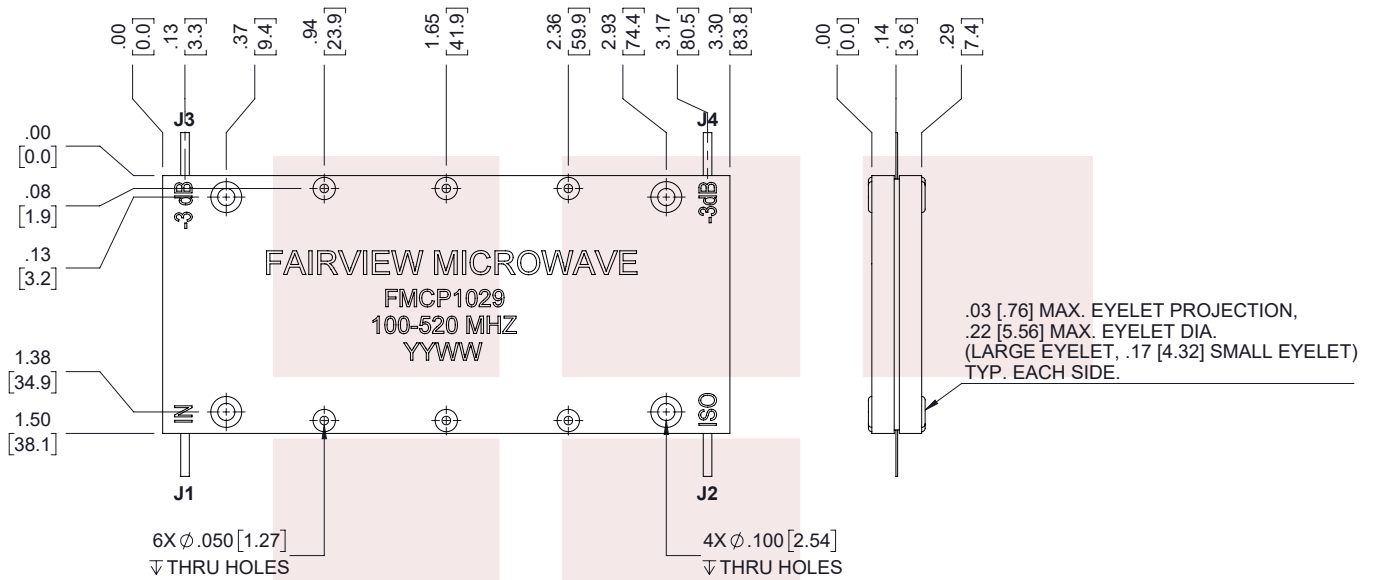 .00
[0.0]
.13
[3.3]
.37
[9.4]
.94
[23.9]
1.65
[41.9]
2.36
[59.9]
2.93
[74.4]
3.17
[80.5]
3.30
[83.8]
.00
[0.0]
.14
[3.6]
.29
[7.4]
J3
J4
.00
[0.0]
.08
[1.9]
.13
[3.2]
1.38
[34.9]
1.50
[38.1]
-3 dB
-3dB
FAIRVIEW MICROWAVE
FMCP1029
100-520 MHZ
YYWW
IN
ISO
J1
J2
.03 [.76] MAX. EYELET PROJECTION,
.22 [5.56] MAX. EYELET DIA.
(LARGE EYELET, .17 [4.32] SMALL EYELET)
TYP. EACH SIDE.
6X ⌀.050 [1.27]
↧ THRU HOLES
4X ⌀.100 [2.54]
↧ THRU HOLES